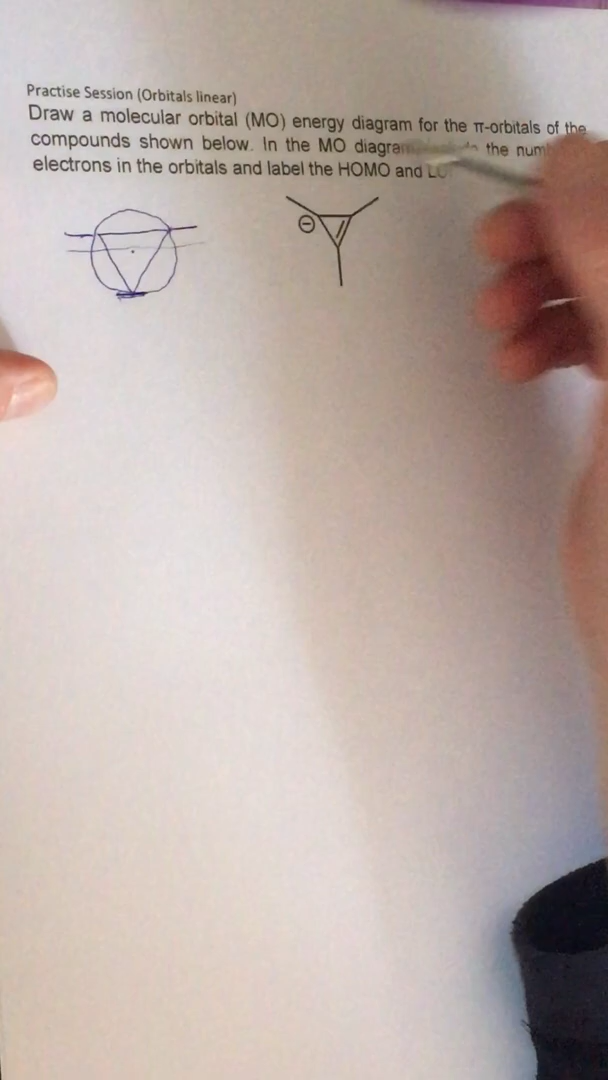 Practise Session (Orbitals linear)
Draw a molecular orbital (MO) energy diagram for the π-orbitals of the
compounds shown below. In the MO diagram the
electrons in the orbitals and label the HOMO and
⊖